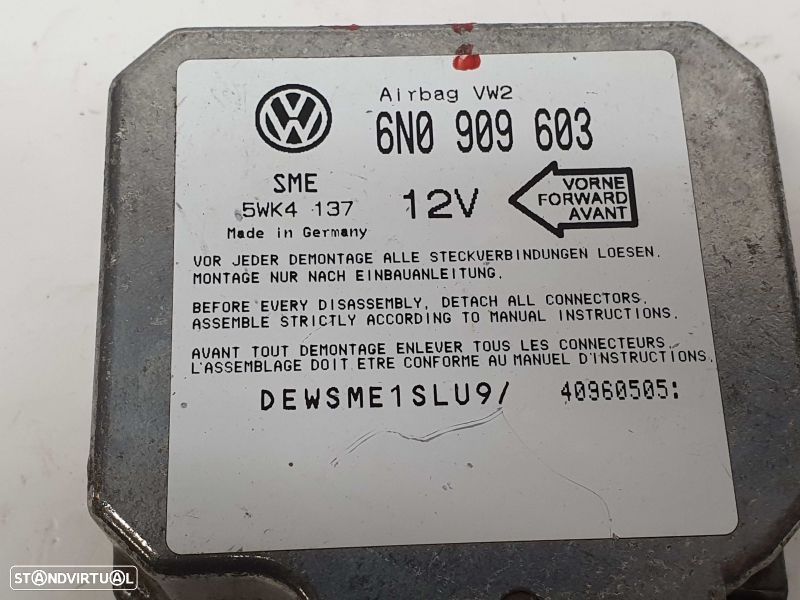 Airbag VW2
6N0 909 603
SME
5WK4 137
12V
VORNE
FORWARD
AVANT
Made in Germany
VOR JEDER DEMONTAGE ALLE STECKVERBINDUNGEN LOESEN.
MONTAGE NUR NACH EINBAUANLEITUNG.
BEFORE EVERY DISASSEMBLY, DETACH ALL CONNECTORS.
ASSEMBLE STRICTLY ACCORDING TO MANUAL INSTRUCTIONS.
AVANT TOUT DEMONTAGE ENLEVER TOUS LES CONNECTEURS.
L'ASSEMBLAGE DOIT ETRE CONFORME AU MANUEL D'INSTRUCTIONS.
DEWSME1SLU9/
40960505:
STANDVIRTUAL